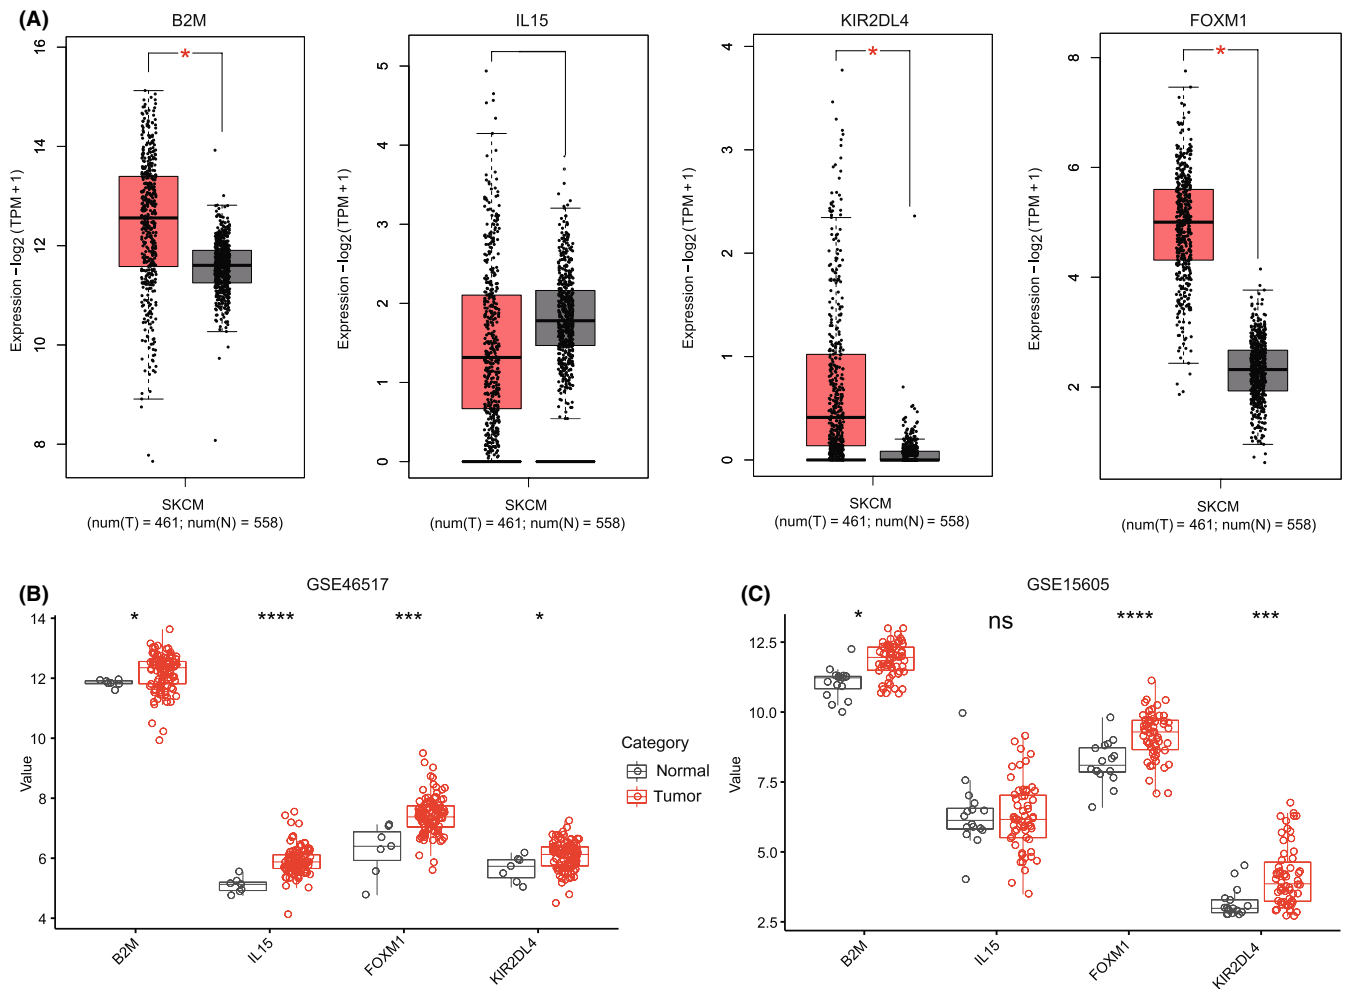 (A)
B2M
IL15
KIR2DL4
FOXM1
*
*
*
16
14
12
10
8
Expression −log2 (TPM + 1)
SKCM
(num(T) = 461; num(N) = 558)
5
4
3
2
1
0
Expression −log2 (TPM + 1)
SKCM
(num(T) = 461; num(N) = 558)
4
3
2
1
0
Expression −log2 (TPM + 1)
SKCM
(num(T) = 461; num(N) = 558)
8
6
4
2
Expression −log2 (TPM + 1)
SKCM
(num(T) = 461; num(N) = 558)
(B)
GSE46517
* **** *** *
14
12
10
8
6
4
Value
B2M
IL15
FOXM1
KIR2DL4
Category
Normal
Tumor
(C)
GSE15605
* ns **** ***
12.5
10.0
7.5
5.0
2.5
Value
B2M
IL15
FOXM1
KIR2DL4